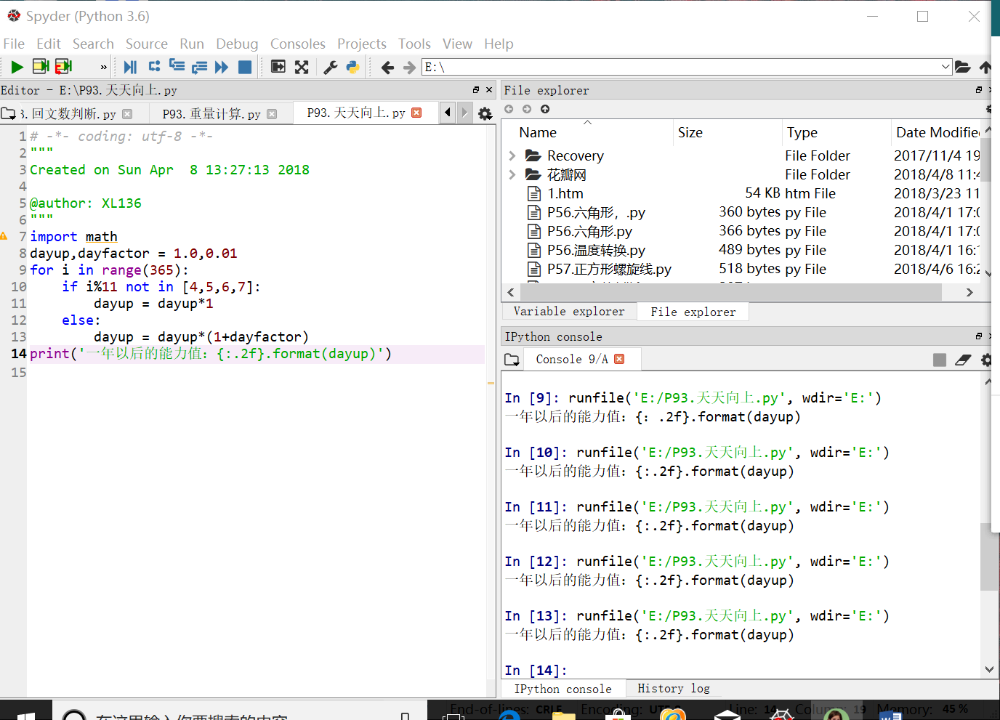 Spyder (Python 3.6)
File Edit Search Source Run Debug Consoles Projects Tools View Help
» E:\
Editor - E:\P93.天天向上.py
3.回文数判断.py P93.重量计算.py P93.天天向上.py
1 # -*- coding: utf-8 -*-
2 """
3 Created on Sun Apr  8 13:27:13 2018
4
5 @author: XL136
6 """
7 import math
8 dayup,dayfactor = 1.0,0.01
9 for i in range(365):
10     if i%11 not in [4,5,6,7]:
11         dayup = dayup*1
12     else:
13         dayup = dayup*(1+dayfactor)
14 print('一年以后的能力值：{:.2f}.format(dayup)')
15
File explorer
Name Size Type Date Modified
Recovery File Folder 2017/11/4 19
花瓣网 File Folder 2018/4/8 11:4
1.htm 54 KB htm File 2018/3/23 11
P56.六角形，.py 360 bytes py File 2018/4/1 17:0
P56.六角形.py 366 bytes py File 2018/4/1 17:0
P56.温度转换.py 489 bytes py File 2018/4/1 16:1
P57.正方形螺旋线.py 518 bytes py File 2018/4/6 16:2
Variable explorer File explorer
IPython console
Console 9/A
In [9]: runfile('E:/P93.天天向上.py', wdir='E:')
一年以后的能力值：{：.2f}.format(dayup)
In [10]: runfile('E:/P93.天天向上.py', wdir='E:')
一年以后的能力值：{:.2f}.format(dayup)
In [11]: runfile('E:/P93.天天向上.py', wdir='E:')
一年以后的能力值：{:.2f}.format(dayup)
In [12]: runfile('E:/P93.天天向上.py', wdir='E:')
一年以后的能力值：{:.2f}.format(dayup)
In [13]: runfile('E:/P93.天天向上.py', wdir='E:')
一年以后的能力值：{:.2f}.format(dayup)
In [14]:
IPython console History log
End-of-lines: CRLF Encoding: UTF-8 Line: 14 Column: 19 Memory: 45 %
在这里输入你要搜索的内容